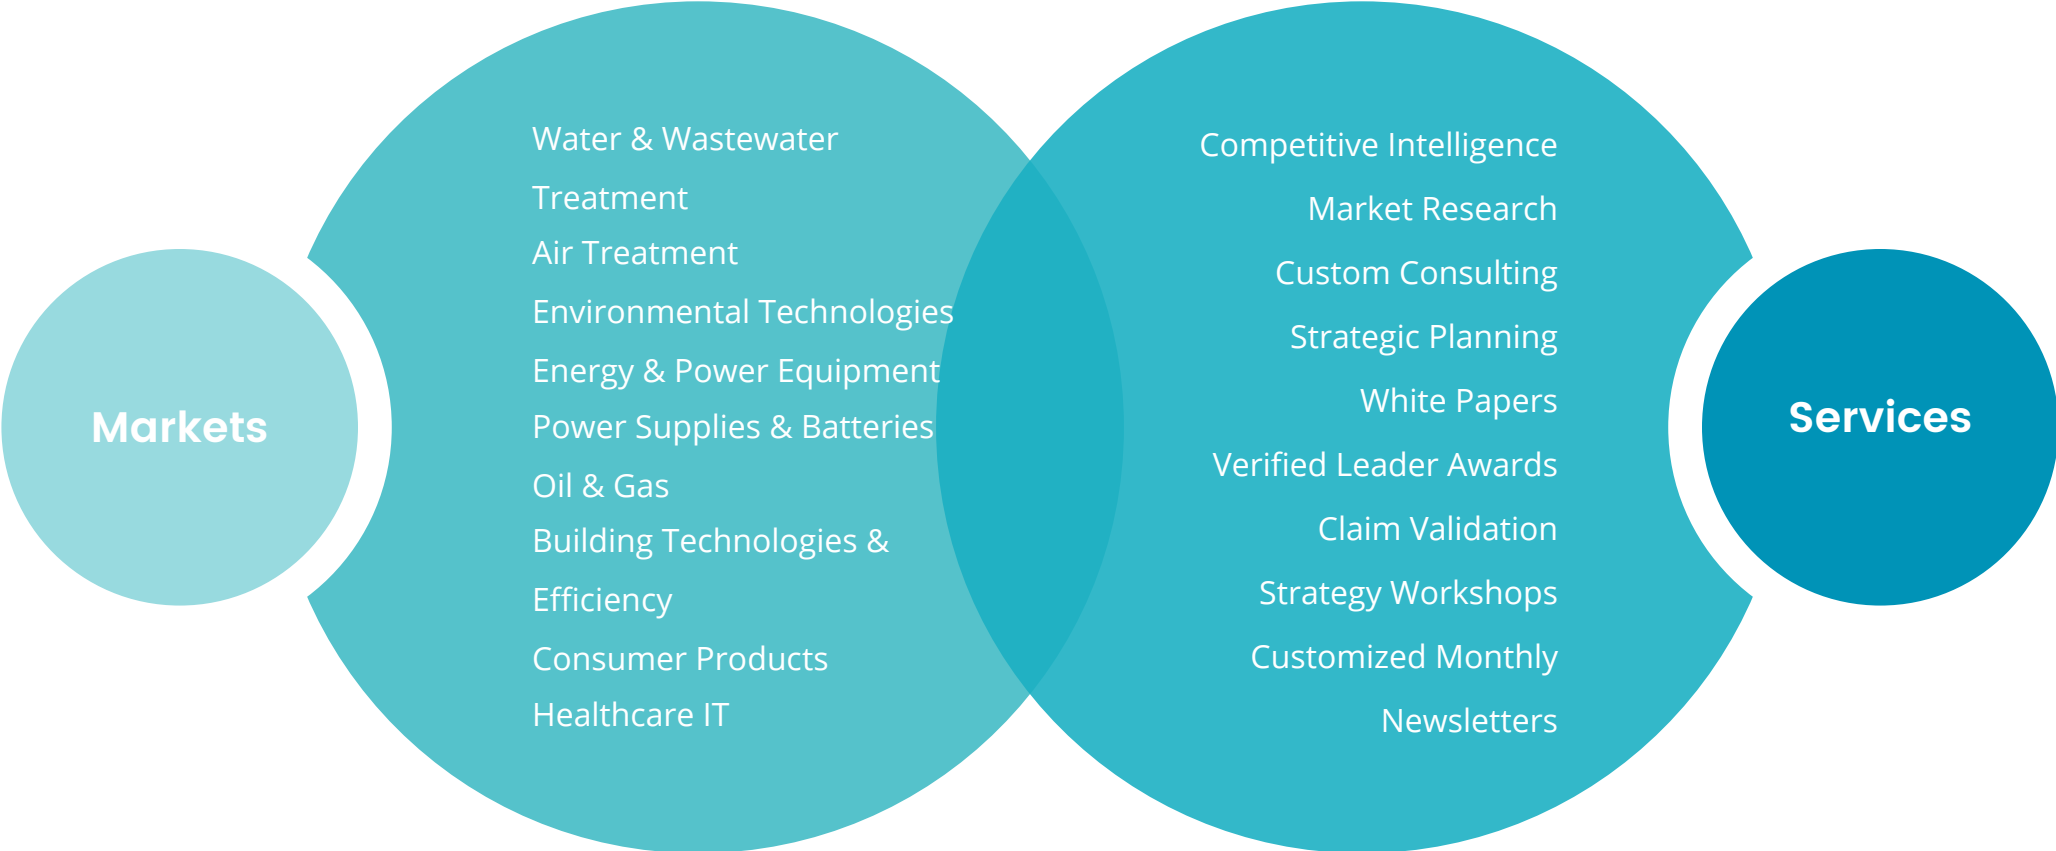 Markets
Water & Wastewater
Treatment
Air Treatment
Environmental Technologies
Energy & Power Equipment
Power Supplies & Batteries
Oil & Gas
Building Technologies &
Efficiency
Consumer Products
Healthcare IT
Competitive Intelligence
Market Research
Custom Consulting
Strategic Planning
White Papers
Verified Leader Awards
Claim Validation
Strategy Workshops
Customized Monthly
Newsletters
Services